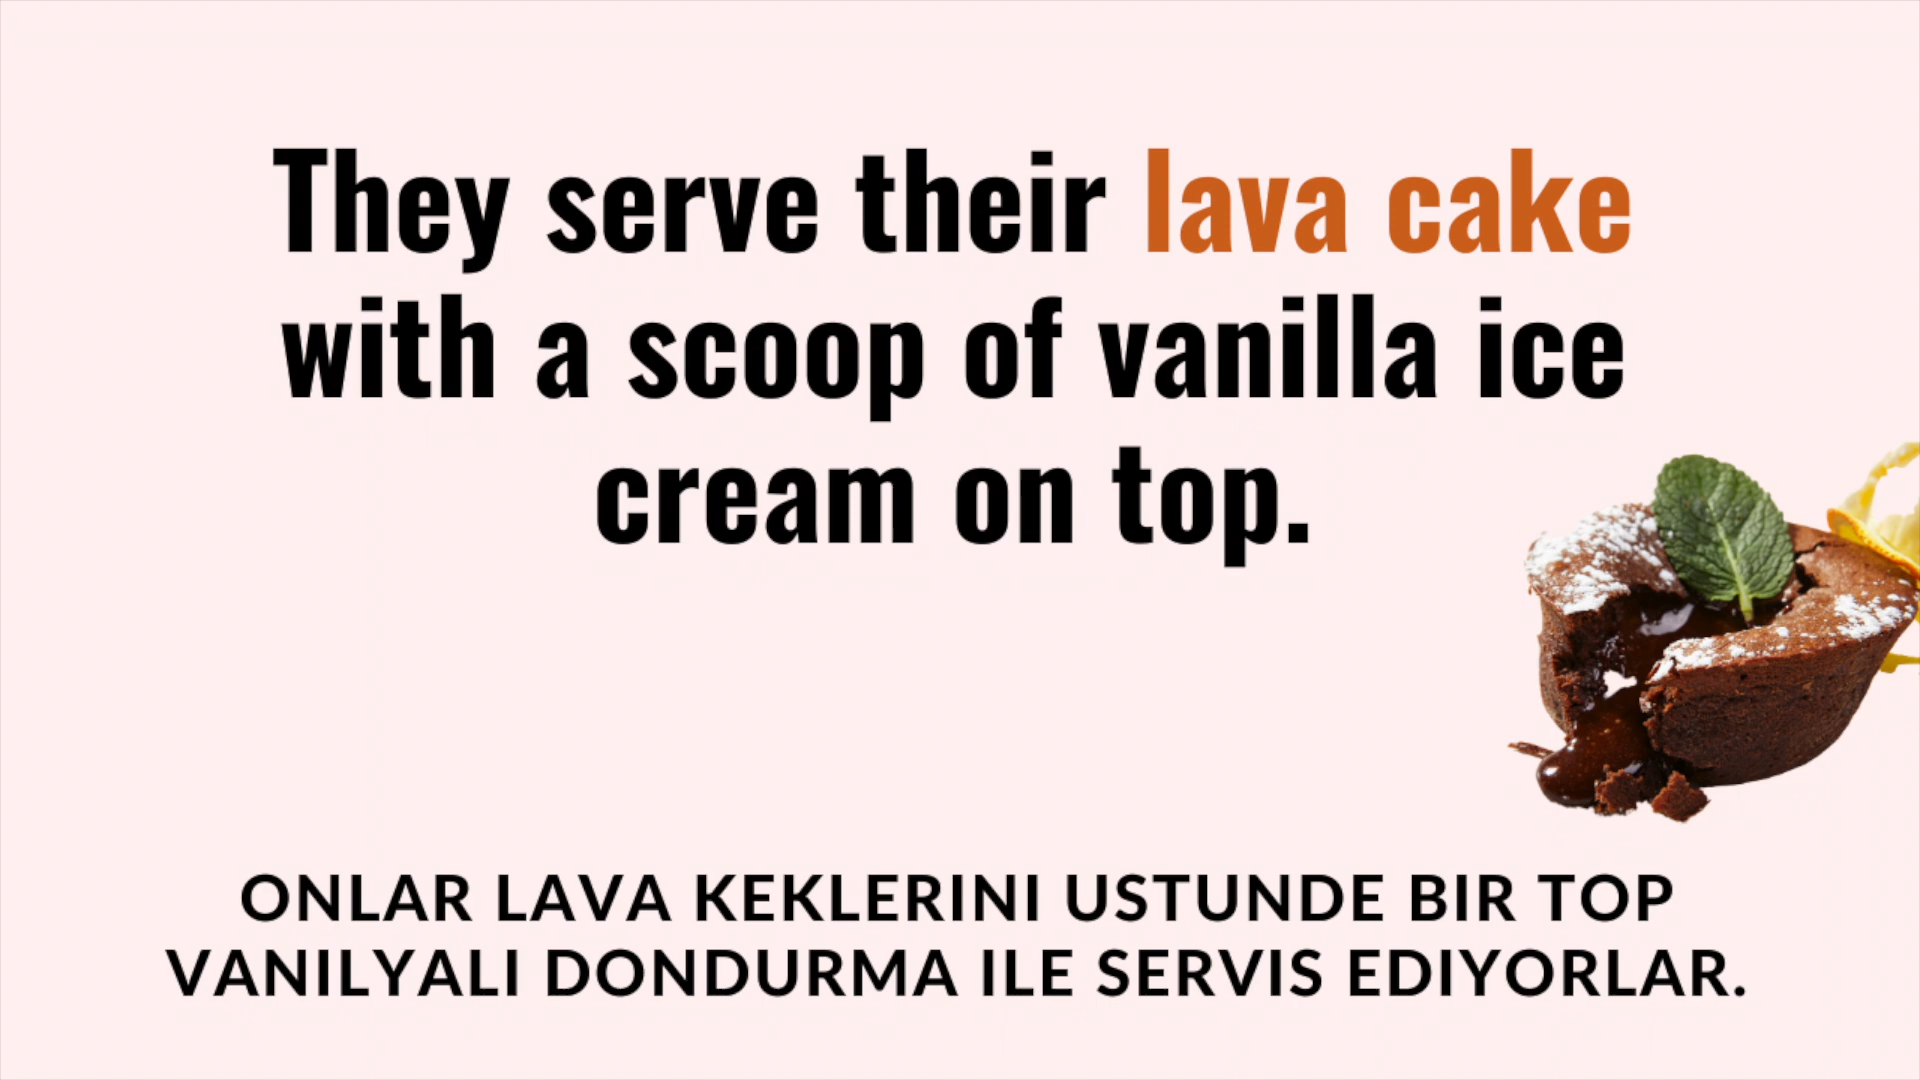 They serve their lava cake
with a scoop of vanilla ice
cream on top.
ONLAR LAVA KEKLERINI USTUNDE BIR TOP
VANILYALI DONDURMA ILE SERVIS EDIYORLAR.